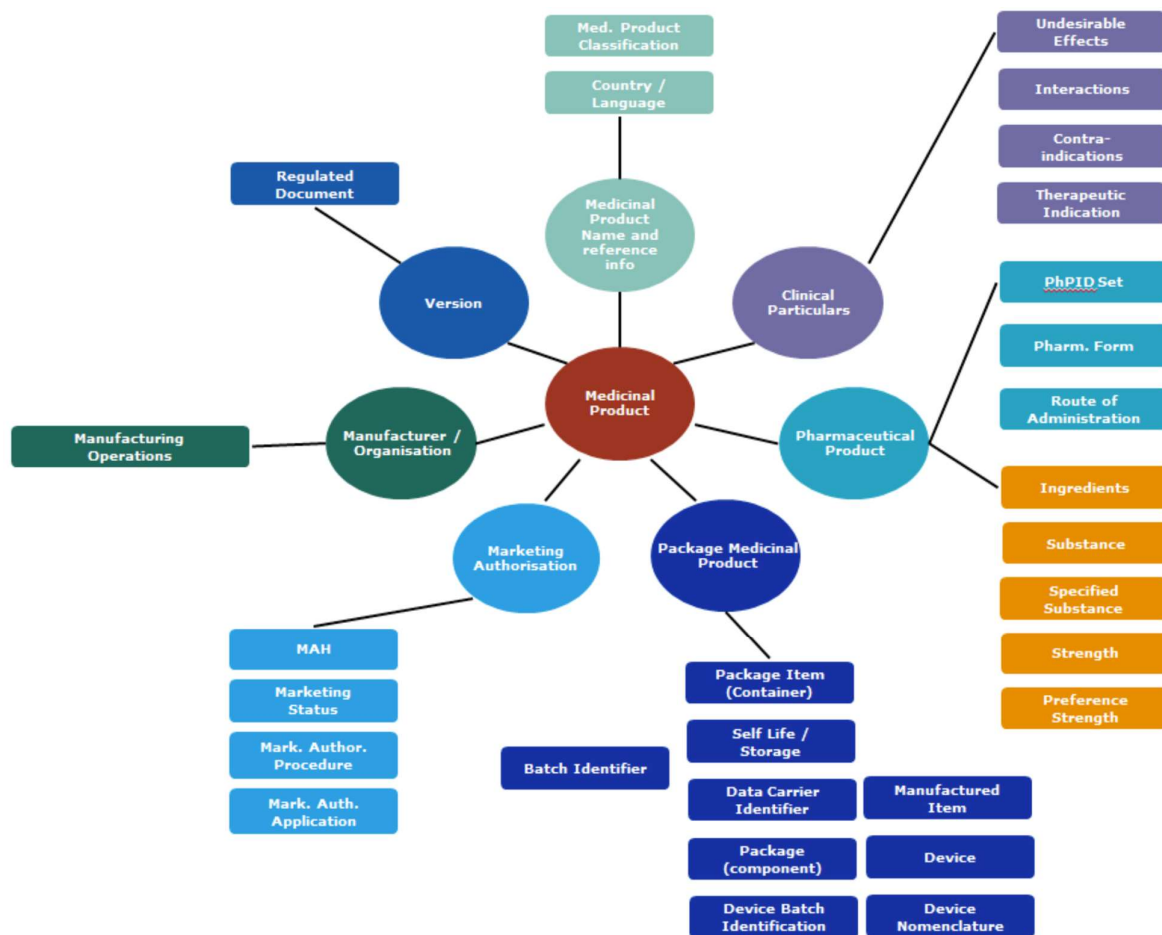 Med. Product
Classification
Country /
Language
Undesirable
Effects
Interactions
Contra-
indications
Therapeutic
Indication
Regulated
Document
Medicinal
Product
Name and
reference
info
Version
Clinical
Particulars
PhPID Set
Pharm. Form
Route of
Administration
Medicinal
Product
Manufacturing
Operations
Manufacturer /
Organisation
Pharmaceutical
Product
Ingredients
Substance
Specified
Substance
Strength
Preference
Strength
Marketing
Authorisation
Package Medicinal
Product
MAH
Marketing
Status
Mark. Author.
Procedure
Mark. Auth.
Application
Package Item
(Container)
Self Life /
Storage
Batch Identifier
Data Carrier
Identifier
Manufactured
Item
Package
(component)
Device
Device Batch
Identification
Device
Nomenclature